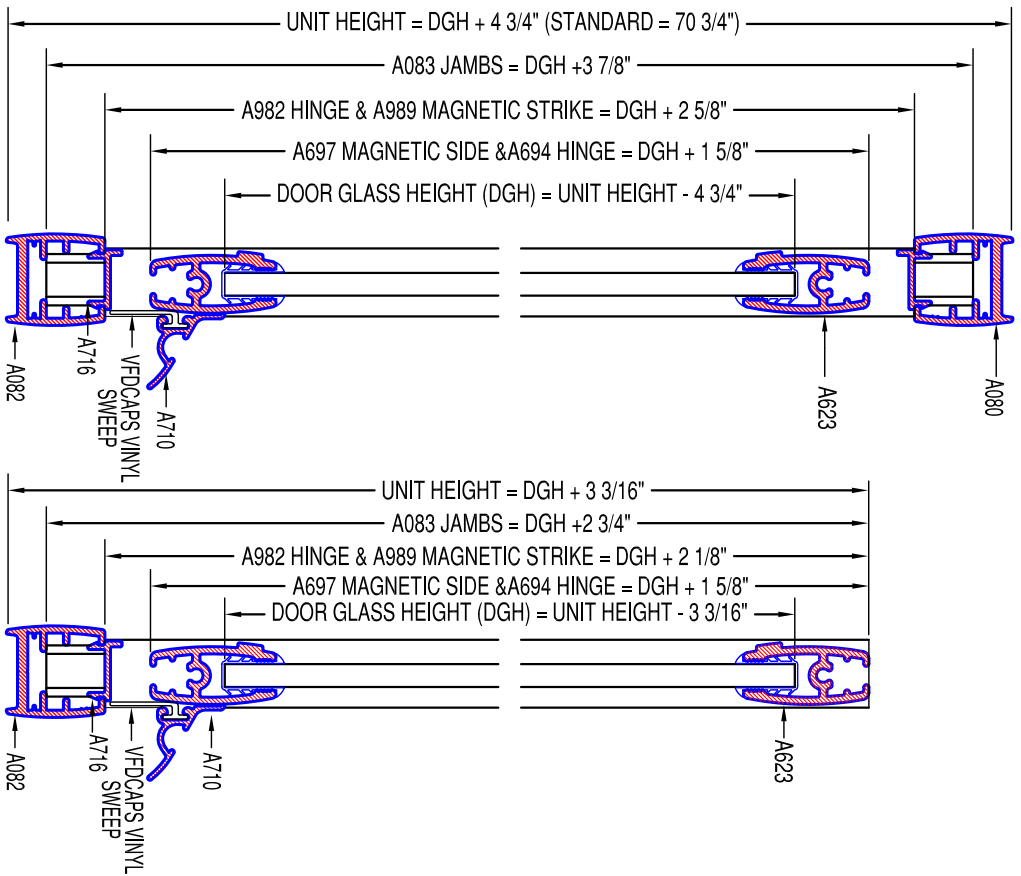 UNIT HEIGHT = DGH + 4 3/4" (STANDARD = 70 3/4")
A083 JAMBS = DGH +3 7/8"
A982 HINGE & A989 MAGNETIC STRIKE = DGH + 2 5/8"
A697 MAGNETIC SIDE &A694 HINGE = DGH + 1 5/8"
DOOR GLASS HEIGHT (DGH) = UNIT HEIGHT - 4 3/4"
A082
A716
VFDCAPS VINYL
SWEEP
A710
A623
A080
UNIT HEIGHT = DGH + 3 3/16"
A083 JAMBS = DGH +2 3/4"
A982 HINGE & A989 MAGNETIC STRIKE = DGH + 2 1/8"
A697 MAGNETIC SIDE &A694 HINGE = DGH + 1 5/8"
DOOR GLASS HEIGHT (DGH) = UNIT HEIGHT - 3 3/16"
A082
A716
VFDCAPS VINYL
SWEEP
A710
A623